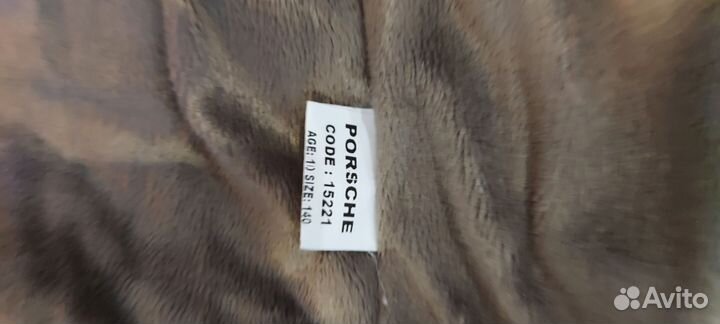 PORSCHE
CODE : 15221
AGE: 10 SIZE: 140
Avito